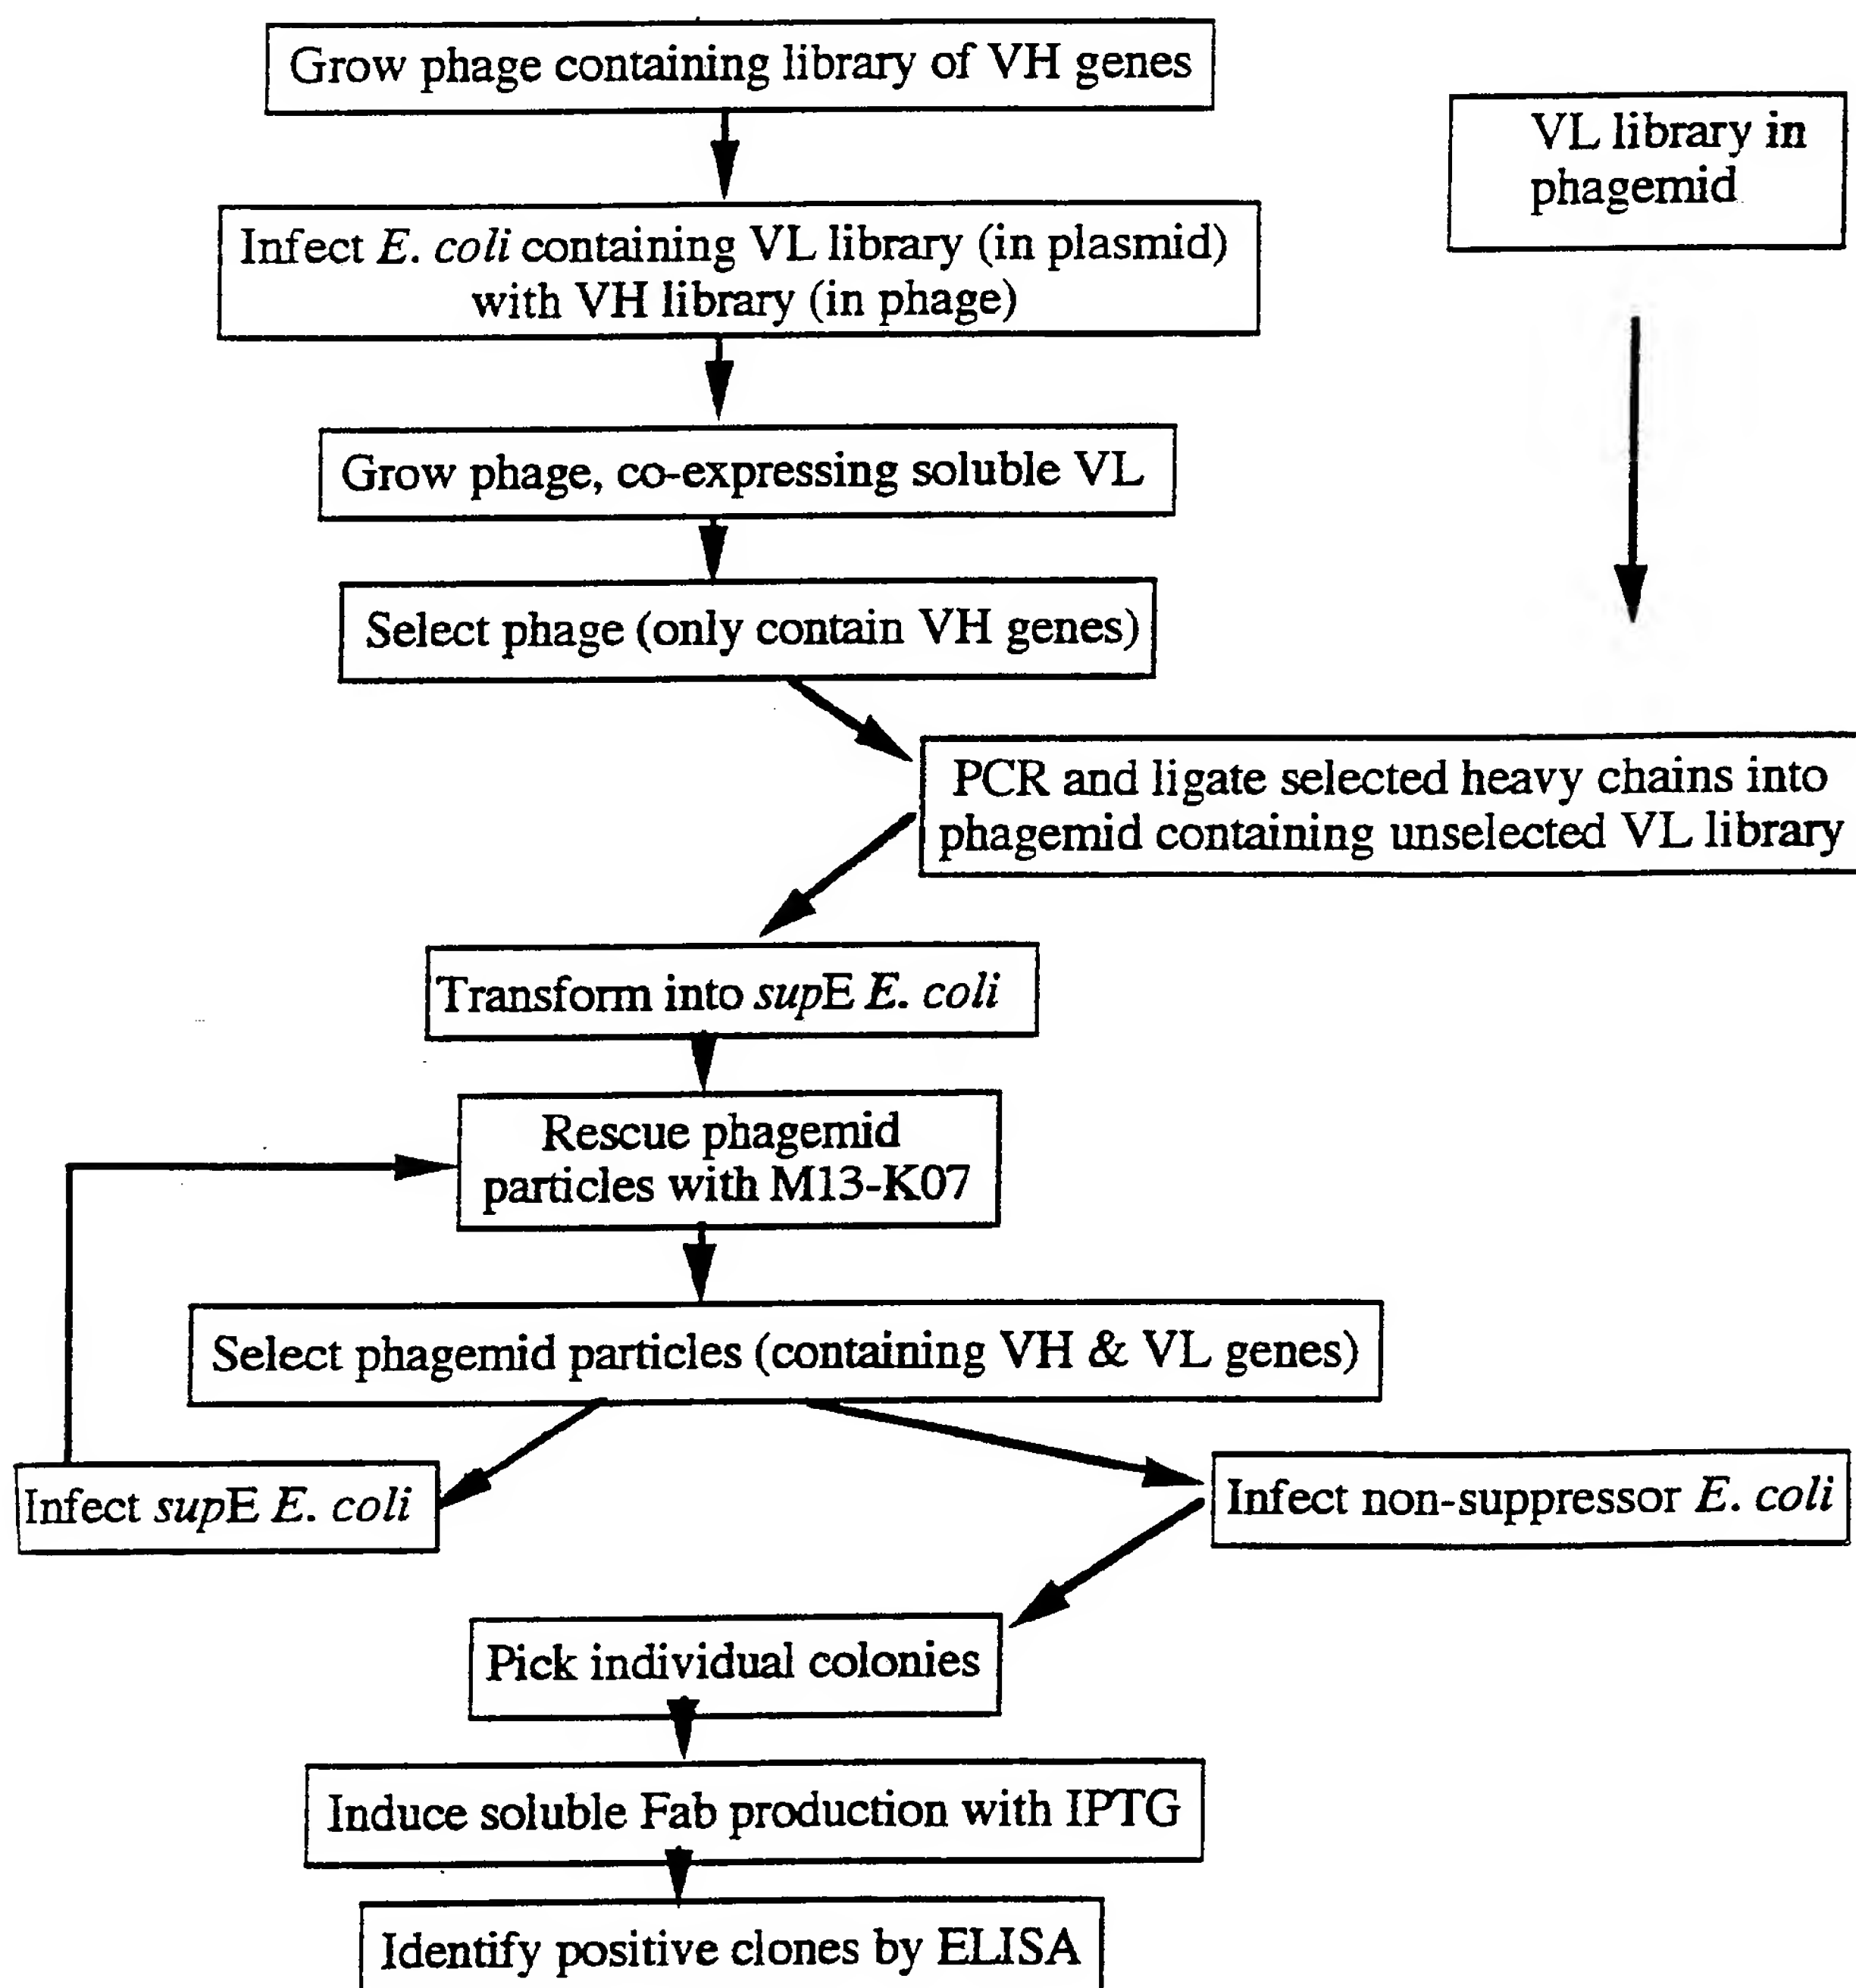 Grow phage containing library of VH genes
VL library in
phagemid
Infect E. coli containing VL library (in plasmid)
with VH library (in phage)
Grow phage, co-expressing soluble VL
Select phage (only contain VH genes)
PCR and ligate selected heavy chains into
phagemid containing unselected VL library
Transform into supE E. coli
Rescue phagemid
particles with M13-K07
Select phagemid particles (containing VH & VL genes)
Infect supE E. coli
Infect non-suppressor E. coli
Pick individual colonies
Induce soluble Fab production with IPTG
Identify positive clones by ELISA